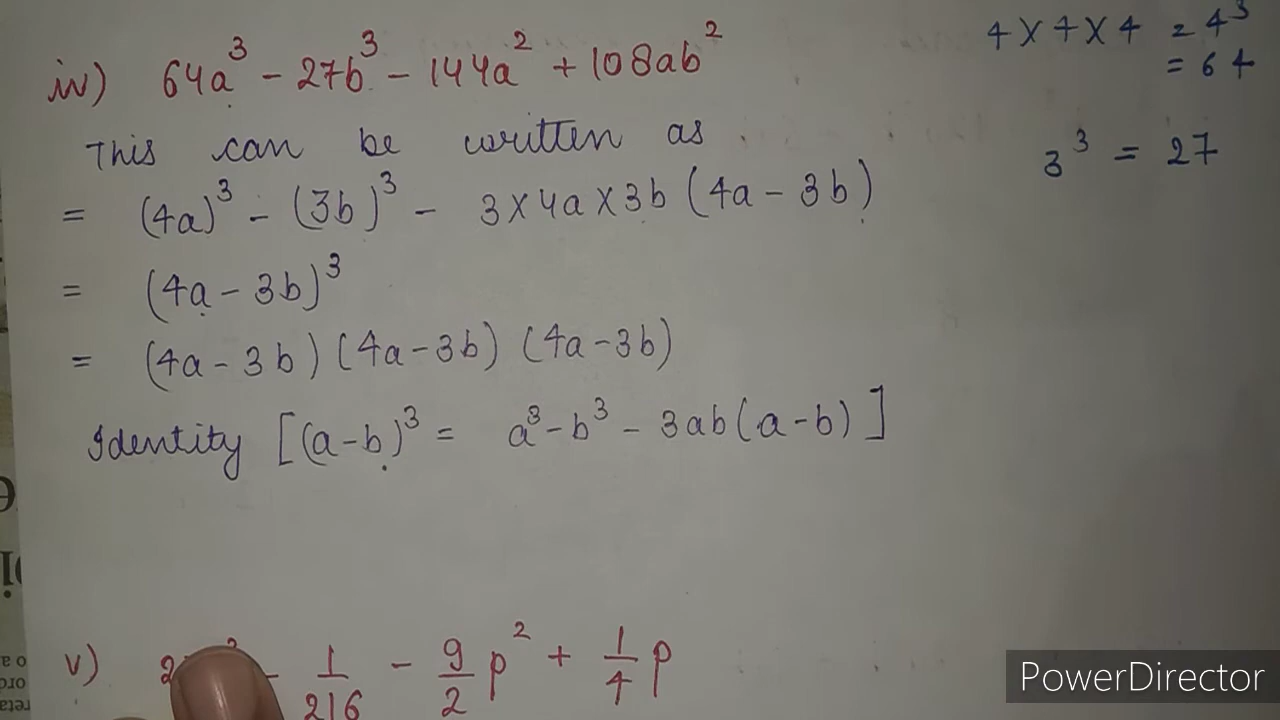 iv) 64a³ - 27b³ - 144a² + 108ab²
4 X 4 X 4 = 4³
= 64
This can be written as
3³ = 27
= (4a)³ - (3b)³ - 3 X 4a X 3b (4a - 3b)
= (4a - 3b)³
= (4a - 3b) (4a - 3b) (4a - 3b)
Identity [(a-b)³ = a³ - b³ - 3ab(a-b)]
v) - 1/216 - 9/2 p² + 1/4 p
PowerDirector